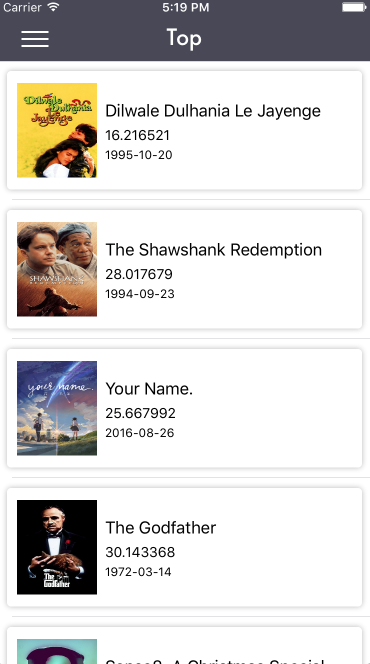 Carrier 5:19 PM
Top
Dilwale
Dulhania
Le
Jayenge
Dilwale Dulhania Le Jayenge
16.216521
1995-10-20
SHAWSHANK
The Shawshank Redemption
28.017679
1994-09-23
your name.
Your Name.
25.667992
2016-08-26
The
Godfather
The Godfather
30.143368
1972-03-14